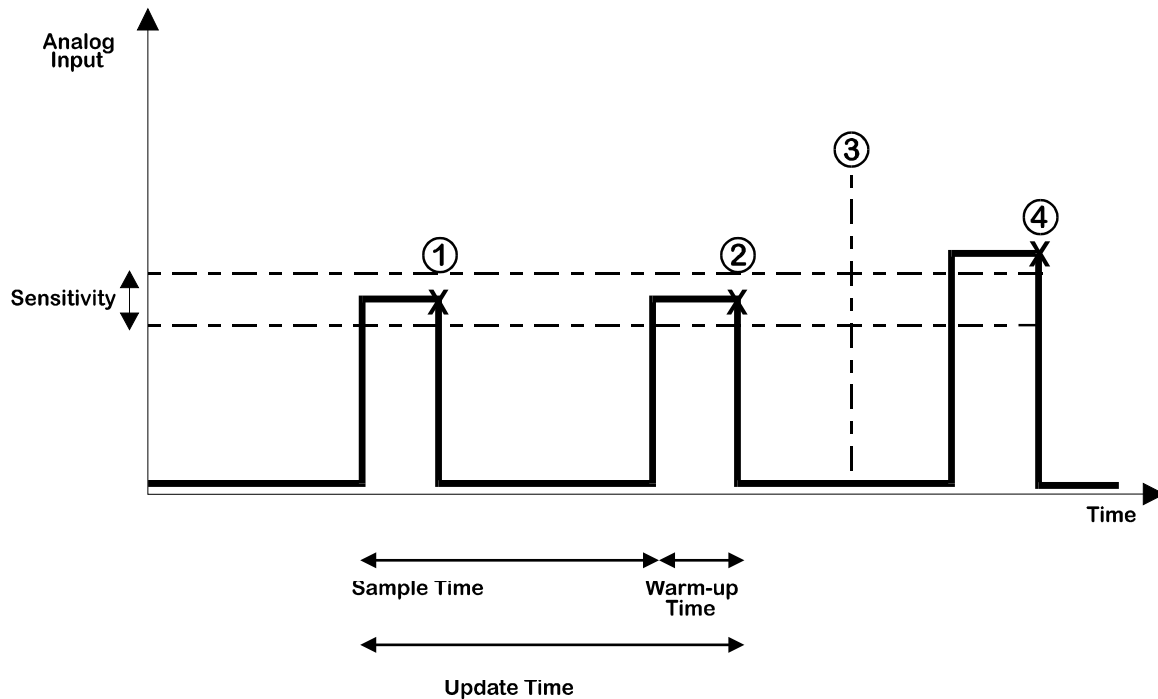 Analog
Input
③
④
①
②
Sensitivity
Time
Sample Time
Warm-up
Time
Update Time